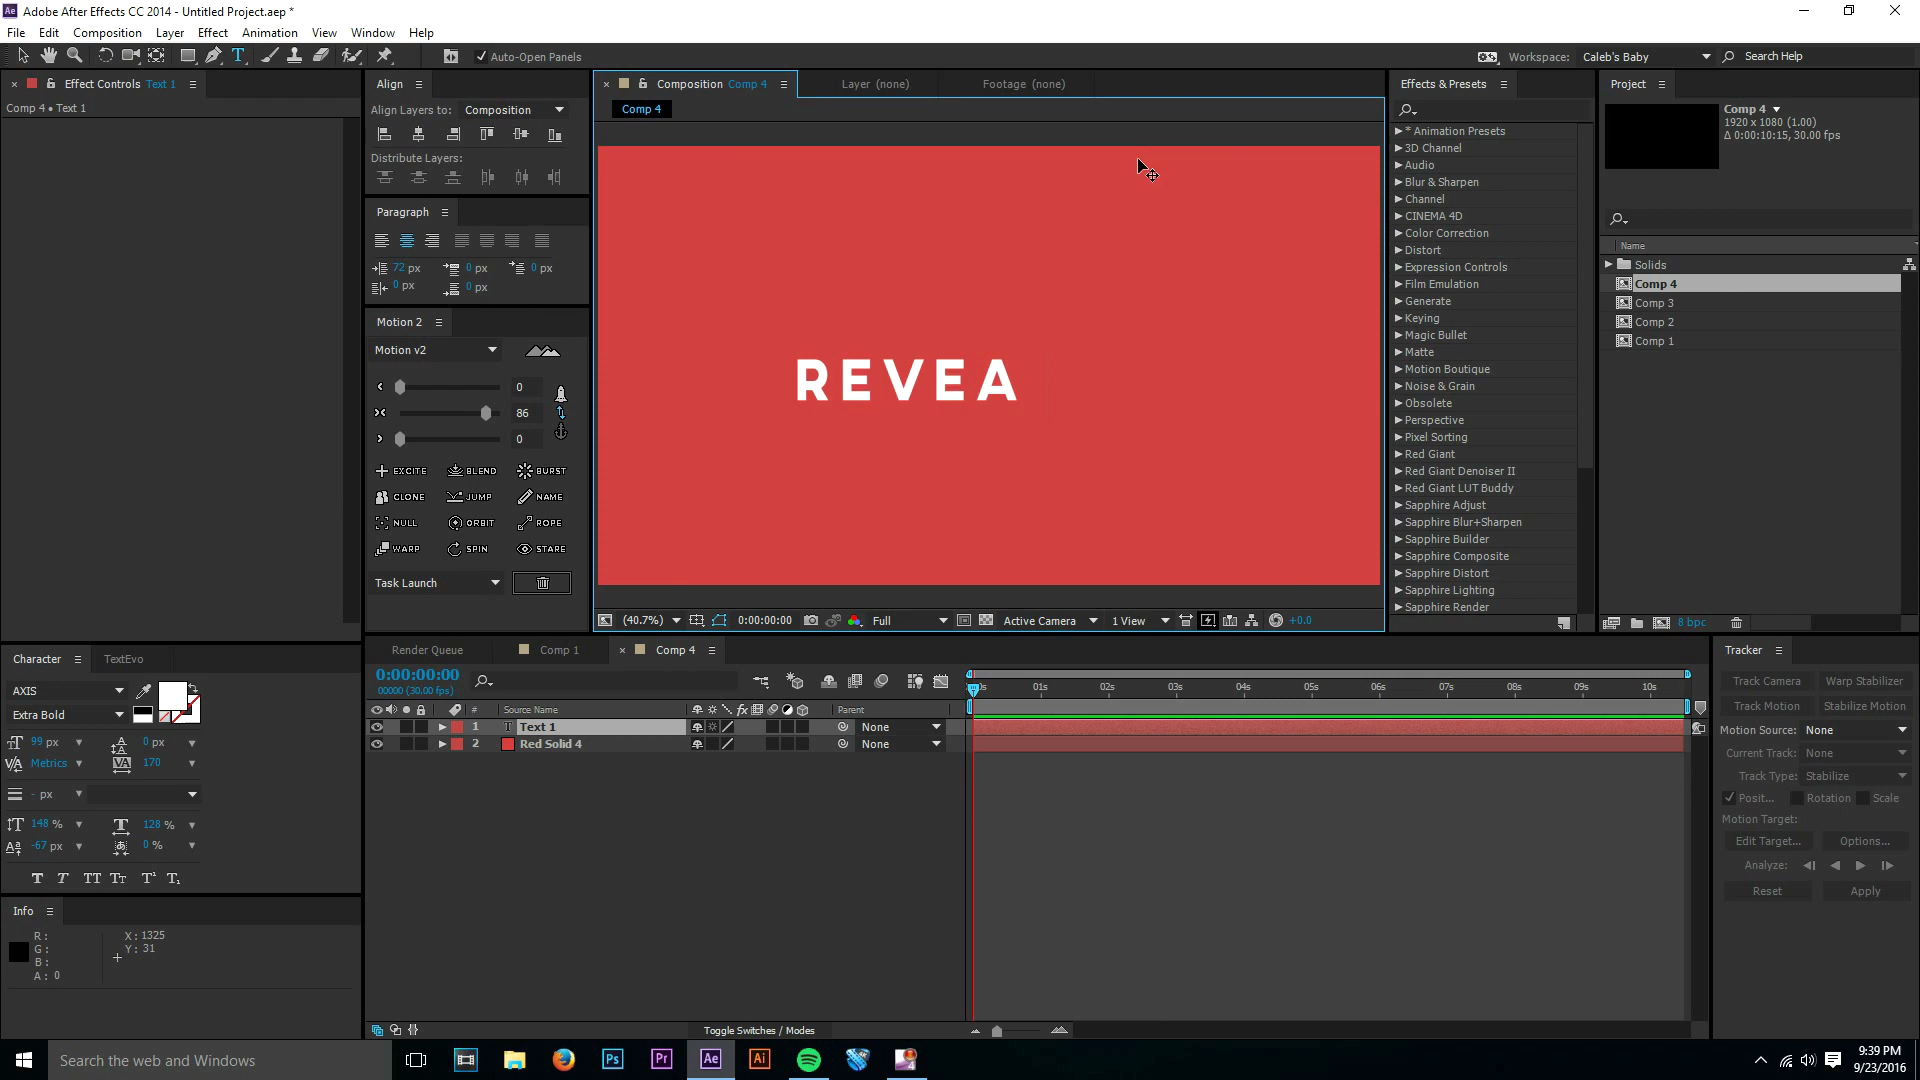 Ae Adobe After Effects CC 2014 - Untitled Project.aep *
File Edit Composition Layer Effect Animation View Window Help
Auto-Open Panels
Workspace: Caleb's Baby
Search Help
Effect Controls Text 1
Comp 4 • Text 1
Align
Align Layers to: Composition
Distribute Layers:
Paragraph
72 px 0 px 0 px
0 px 0 px
Motion 2
Motion v2
0
86
0
EXCITE BLEND BURST
CLONE JUMP NAME
NULL ORBIT ROPE
WARP SPIN STARE
Task Launch
Composition Comp 4
Layer (none)
Footage (none)
Comp 4
REVEA
(40.7%) 0:00:00:00 Full Active Camera 1 View +0.0
Effects & Presets
* Animation Presets
3D Channel
Audio
Blur & Sharpen
Channel
CINEMA 4D
Color Correction
Distort
Expression Controls
Film Emulation
Generate
Keying
Magic Bullet
Matte
Motion Boutique
Noise & Grain
Obsolete
Perspective
Pixel Sorting
Red Giant
Red Giant Denoiser II
Red Giant LUT Buddy
Sapphire Adjust
Sapphire Blur+Sharpen
Sapphire Builder
Sapphire Composite
Sapphire Distort
Sapphire Lighting
Sapphire Render
Project
Comp 4
1920 x 1080 (1.00)
Δ 0:00:10:15, 30.00 fps
Name
Solids
Comp 4
Comp 3
Comp 2
Comp 1
8 bpc
Character TextEvo
AXIS
Extra Bold
99 px 0 px
Metrics 170
- px
148 % 128 %
-67 px 0 %
T T TT Tт T¹ T₁
Info
R:
G:
B:
A: 0
X: 1325
Y: 31
Render Queue Comp 1 Comp 4
0:00:00:00
00000 (30.00 fps)
# Source Name fx Parent
1 T Text 1 None
2 Red Solid 4 None
0s 01s 02s 03s 04s 05s 06s 07s 08s 09s 10s
Toggle Switches / Modes
Tracker
Track Camera Warp Stabilizer
Track Motion Stabilize Motion
Motion Source: None
Current Track: None
Track Type: Stabilize
Posit... Rotation Scale
Motion Target:
Edit Target... Options...
Analyze:
Reset Apply
Search the web and Windows
Ps Pr Ae Ai
9:39 PM
9/23/2016